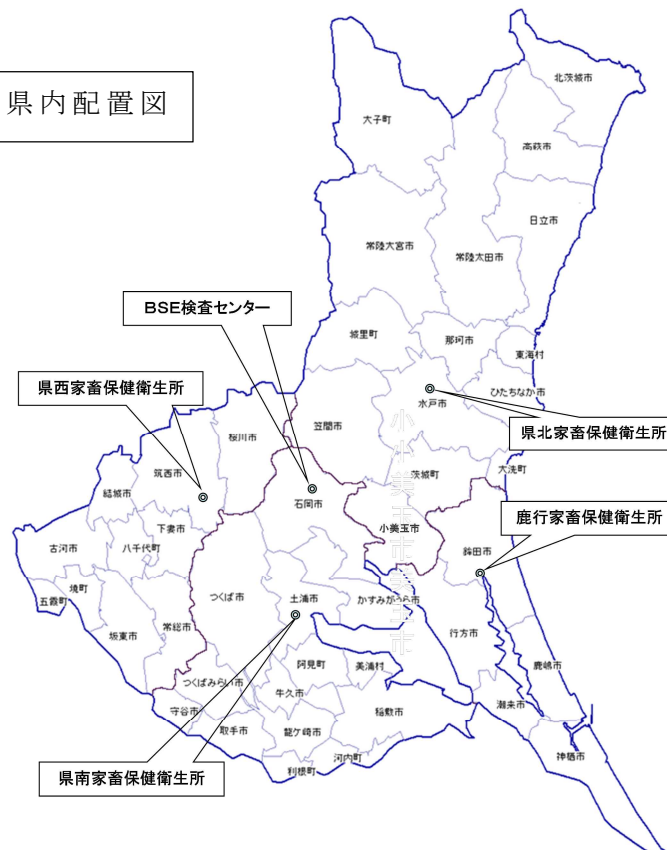 県内配置図
北茨城市
大子町
高萩市
日立市
常陸大宮市
常陸太田市
BSE検査センター
城里町
那珂市
東海村
県西家畜保健衛生所
ひたちなか市
水戸市
笠間市
県北家畜保健衛生所
桜川市
筑西市
茨城町
大洗町
結城市
石岡市
小美玉市
鹿行家畜保健衛生所
下妻市
鉾田市
古河市
八千代町
境町
五霞町
つくば市
土浦市
かすみがうら市
常総市
坂東市
行方市
小小美玉市美玉市
阿見町
美浦村
鹿嶋市
つくばみらい市
牛久市
守谷市
稲敷市
潮来市
取手市
龍ケ崎市
河内町
神栖市
利根町
県南家畜保健衛生所